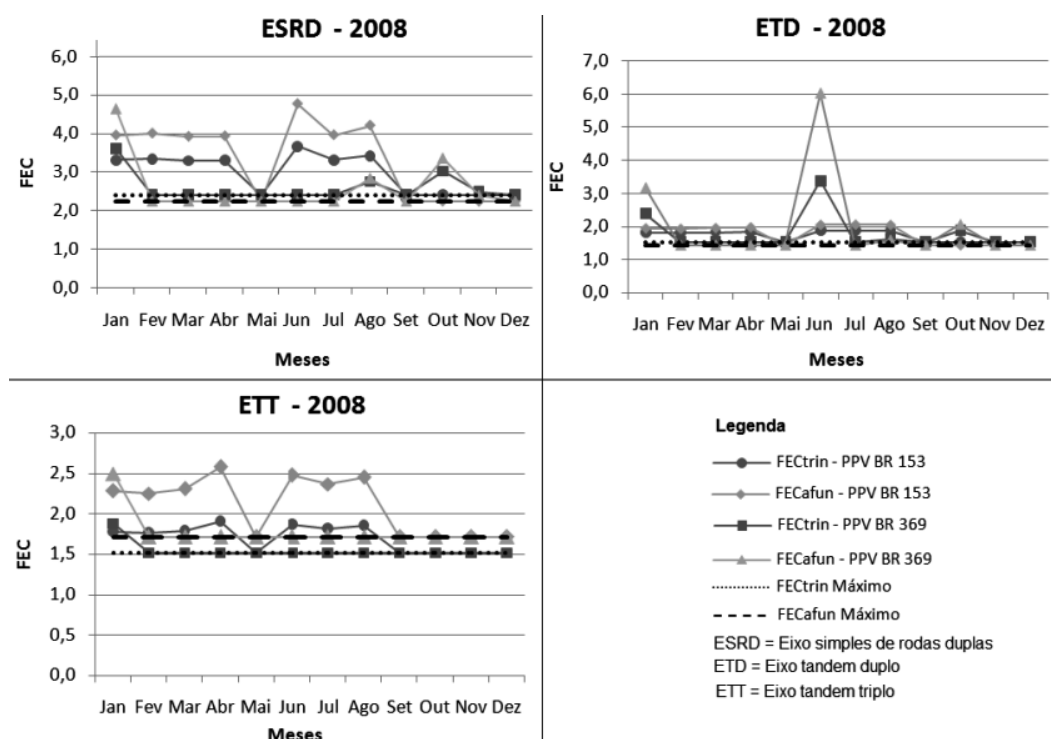 ESRD - 2008
6,0
5,0
4,0
3,0
2,0
1,0
0,0
FEC
Jan Fev Mar Abr Mai Jun Jul Ago Set Out Nov Dez
Meses
ETD - 2008
7,0
6,0
5,0
4,0
3,0
2,0
1,0
0,0
FEC
Jan Fev Mar Abr Mai Jun Jul Ago Set Out Nov Dez
Meses
ETT - 2008
3,0
2,5
2,0
1,5
1,0
0,5
0,0
FEC
Jan Fev Mar Abr Mai Jun Jul Ago Set Out Nov Dez
Meses
Legenda
FECtrin - PPV BR 153
FECafun - PPV BR 153
FECtrin - PPV BR 369
FECafun - PPV BR 369
FECtrin Máximo
FECafun Máximo
ESRD = Eixo simples de rodas duplas
ETD = Eixo tandem duplo
ETT = Eixo tandem triplo